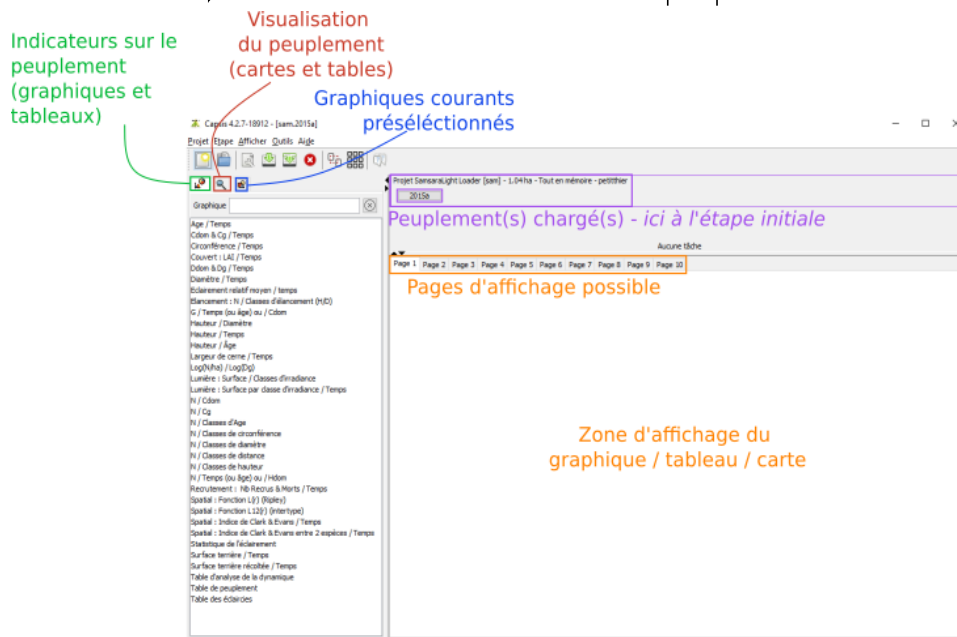 Visualisation
du peuplement
(cartes et tables)
Indicateurs sur le
peuplement
(graphiques et
tableaux)
Graphiques courants
préséléctionnés
Capsis 4.2.7-18912 - [sam.2015a]
Projet Etape Afficher Outils Aide
Projet SamsaraLight Loader [sam] - 1.04 ha - Tout en mémoire - petitthier
2015a
Graphique
Peuplement(s) chargé(s) - ici à l'étape initiale
Aucune tâche
Page 1 Page 2 Page 3 Page 4 Page 5 Page 6 Page 7 Page 8 Page 9 Page 10
Pages d'affichage possible
Age / Temps
Cdom & Cg / Temps
Circonférence / Temps
Couvert : LAI / Temps
Ddom & Dg / Temps
Diamètre / Temps
Eclairement relatif moyen / temps
Elancement : N / Classes d'élancement (H/D)
G / Temps (ou âge) ou / Cdom
Hauteur / Diamètre
Hauteur / Temps
Hauteur / Âge
Largeur de cerne / Temps
Log(N/ha) / Log(Dg)
Lumière : Surface / Classes d'irradiance
Lumière : Surface par classe d'irradiance / Temps
N / Cdom
N / Cg
N / Classes d'Age
N / Classes de circonférence
N / Classes de diamètre
N / Classes de distance
N / Classes de hauteur
N / Temps (ou âge) ou / Hdom
Recrutement : Nb Recrus & Morts / Temps
Spatial : Fonction L(r) (Ripley)
Spatial : Fonction L12(r) (intertype)
Spatial : Indice de Clark & Evans / Temps
Spatial : Indice de Clark & Evans entre 2 espèces / Temps
Statistique de l'éclairement
Surface terrière / Temps
Surface terrière récoltée / Temps
Table d'analyse de la dynamique
Table de peuplement
Table des éclaircies
Zone d'affichage du
graphique / tableau / carte